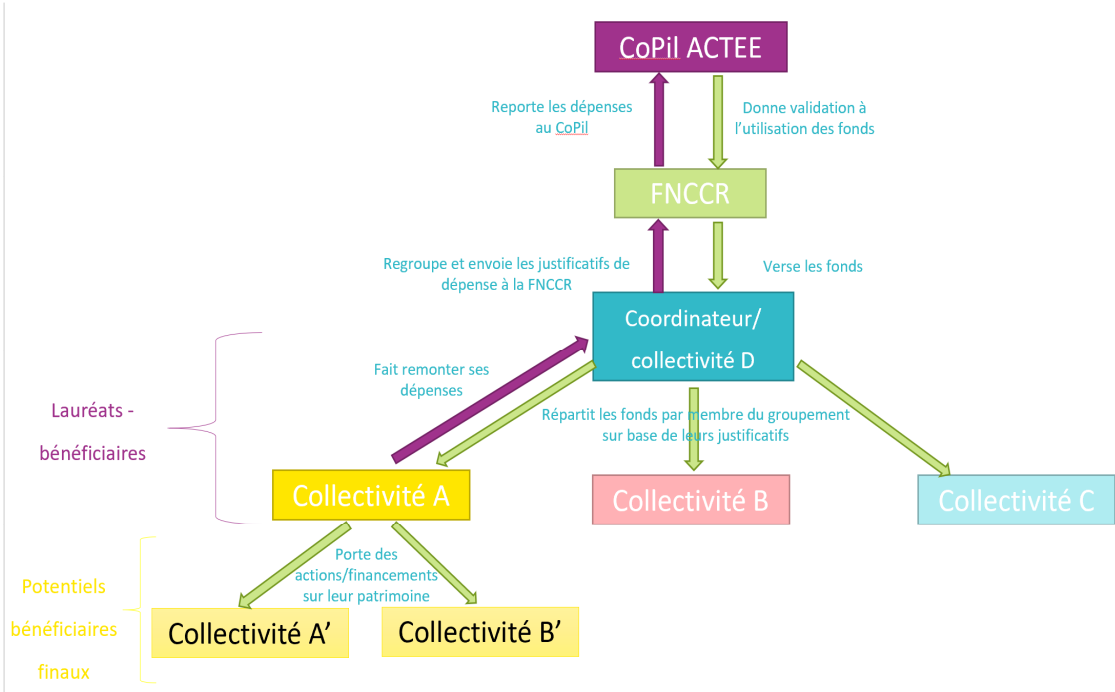 CoPil ACTEE
Reporte les dépenses
au CoPil
Donne validation à
l’utilisation des fonds
FNCCR
Regroupe et envoie les justificatifs de
dépense à la FNCCR
Verse les fonds
Coordinateur/
collectivité D
Fait remonter ses
dépenses
Répartit les fonds par membre du groupement
sur base de leurs justificatifs
Lauréats -
bénéficiaires
Collectivité A
Collectivité B
Collectivité C
Porte des
actions/financements
sur leur patrimoine
Potentiels
bénéficiaires
finaux
Collectivité A’
Collectivité B’